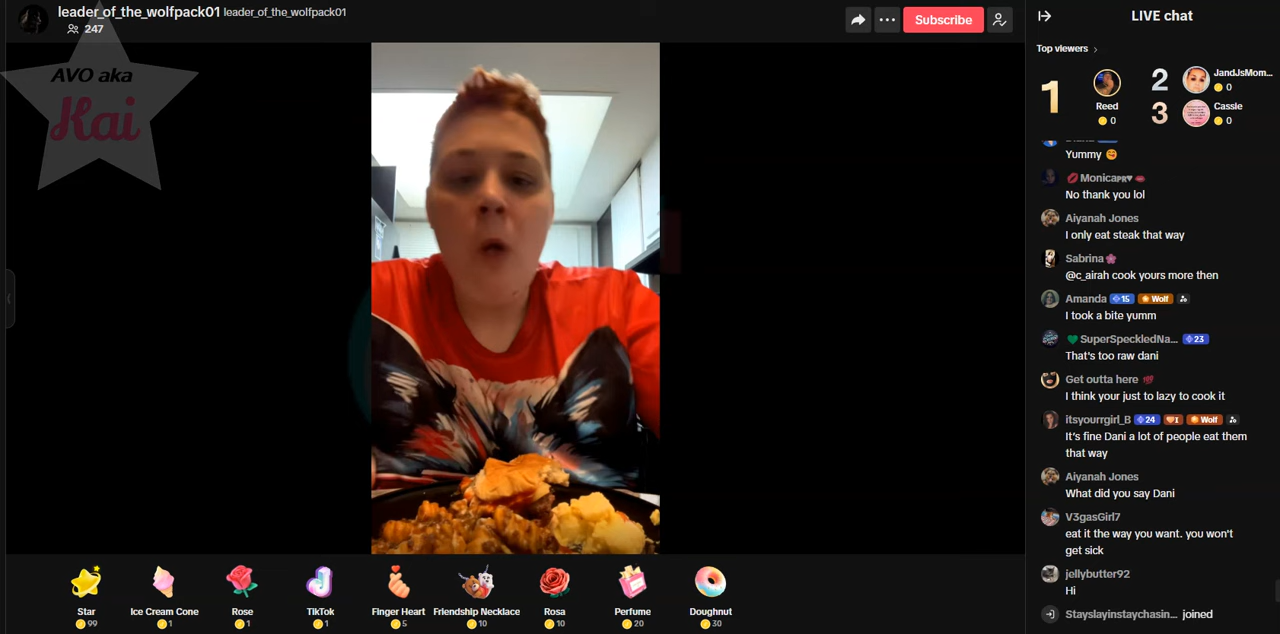 leader_of_the_wolfpack01 leader_of_the_wolfpack01
247
Subscribe
AVO aka
Kai
LIVE chat
Top viewers
1
Reed
0
2
JandJsMom...
0
3
Cassie
0
Yummy 😋
💋 Monicaᴘʀ♥ 👄
No thank you lol
Aiyanah Jones
I only eat steak that way
Sabrina🌸
@c_airah cook yours more then
Amanda 15 Wolf
I took a bite yumm
💚 SuperSpeckledNa... 23
That's too raw dani
Get outta here 💯
I think your just to lazy to cook it
itsyourrgirl_B 24 I Wolf
It's fine Dani a lot of people eat them
that way
Aiyanah Jones
What did you say Dani
V3gasGirl7
eat it the way you want. you won't
get sick
jellybutter92
Hi
Stayslayinstaychasin... joined
Star
99
Ice Cream Cone
1
Rose
1
TikTok
1
Finger Heart
5
Friendship Necklace
10
Rosa
10
Perfume
20
Doughnut
30